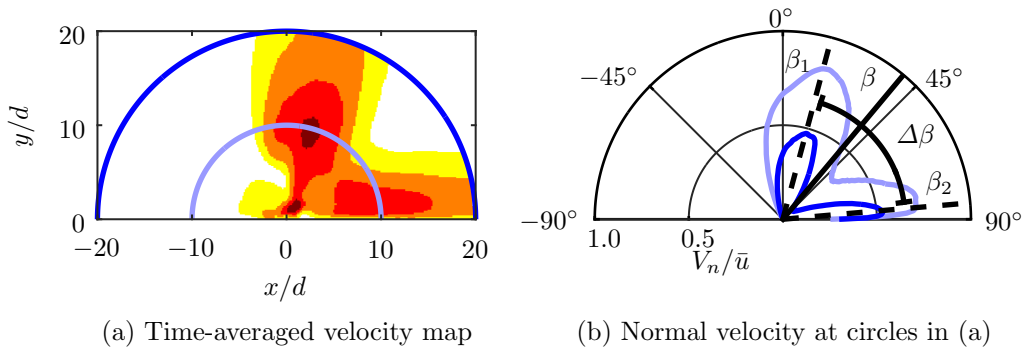 20
10
0
y/d
−20
−10
0
10
20
x/d
(a) Time-averaged velocity map
0°
−45°
45°
−90°
90°
β₁
β
Δβ
β₂
1.0
0.5
Vₙ/ū
(b) Normal velocity at circles in (a)